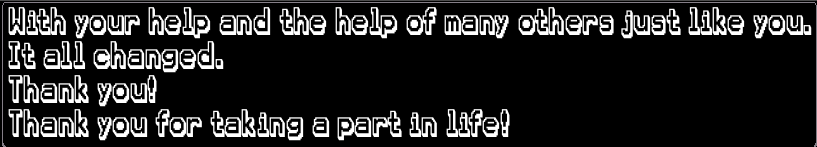 With your help and the help of many others just like you.
It all changed.
Thank you!
Thank you for taking a part in life!